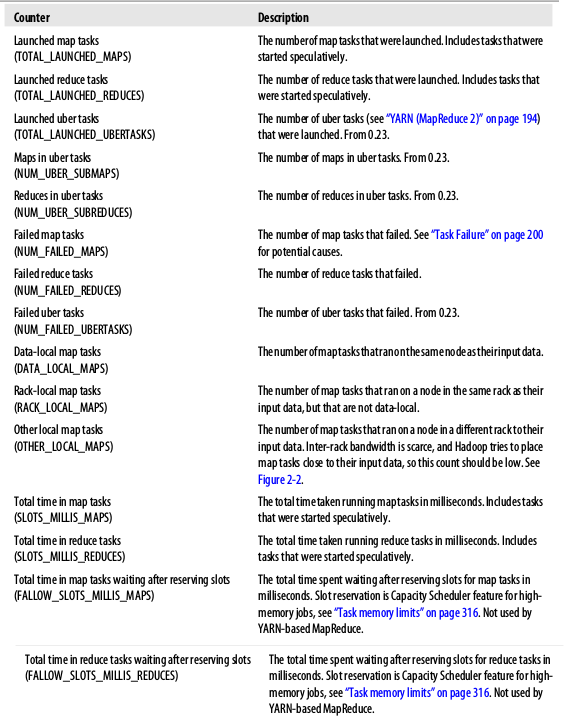 Counter Description
Launched map tasks The number of map tasks that were launched. Includes tasks that were
(TOTAL_LAUNCHED_MAPS) started speculatively.
Launched reduce tasks The number of reduce tasks that were launched. Includes tasks that
(TOTAL_LAUNCHED_REDUCES) were started speculatively.
Launched uber tasks The number of uber tasks (see “YARN (MapReduce 2)” on page 194)
(TOTAL_LAUNCHED_UBERTASKS) that were launched. From 0.23.
Maps in uber tasks The number of maps in uber tasks. From 0.23.
(NUM_UBER_SUBMAPS)
Reduces in uber tasks The number of reduces in uber tasks. From 0.23.
(NUM_UBER_SUBREDUCES)
Failed map tasks The number of map tasks that failed. See “Task Failure” on page 200
(NUM_FAILED_MAPS) for potential causes.
Failed reduce tasks The number of reduce tasks that failed.
(NUM_FAILED_REDUCES)
Failed uber tasks The number of uber tasks that failed. From 0.23.
(NUM_FAILED_UBERTASKS)
Data-local map tasks The number of map tasks that ran on the same node as their input data.
(DATA_LOCAL_MAPS)
Rack-local map tasks The number of map tasks that ran on a node in the same rack as their
(RACK_LOCAL_MAPS) input data, but that are not data-local.
Other local map tasks The number of map tasks that ran on a node in a different rack to their
(OTHER_LOCAL_MAPS) input data. Inter-rack bandwidth is scarce, and Hadoop tries to place
map tasks close to their input data, so this count should be low. See
Figure 2-2.
Total time in map tasks The total time taken running map tasks in milliseconds. Includes tasks
(SLOTS_MILLIS_MAPS) that were started speculatively.
Total time in reduce tasks The total time taken running reduce tasks in milliseconds. Includes
(SLOTS_MILLIS_REDUCES) tasks that were started speculatively.
Total time in map tasks waiting after reserving slots The total time spent waiting after reserving slots for map tasks in
(FALLOW_SLOTS_MILLIS_MAPS) milliseconds. Slot reservation is Capacity Scheduler feature for high-
memory jobs, see “Task memory limits” on page 316. Not used by
YARN-based MapReduce.
Total time in reduce tasks waiting after reserving slots The total time spent waiting after reserving slots for reduce tasks in
(FALLOW_SLOTS_MILLIS_REDUCES) milliseconds. Slot reservation is Capacity Scheduler feature for high-
memory jobs, see “Task memory limits” on page 316. Not used by
YARN-based MapReduce.